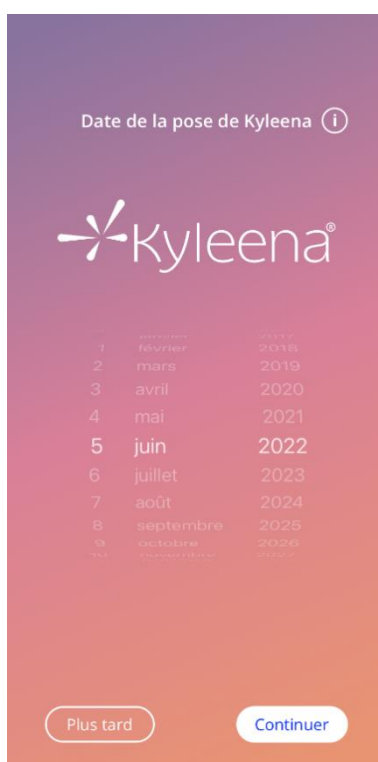 Date de la pose de Kyleena i
Kyleena®
1 février 2018
2 mars 2019
3 avril 2020
4 mai 2021
5 juin 2022
6 juillet 2023
7 août 2024
8 septembre 2025
9 octobre 2026
Plus tard Continuer